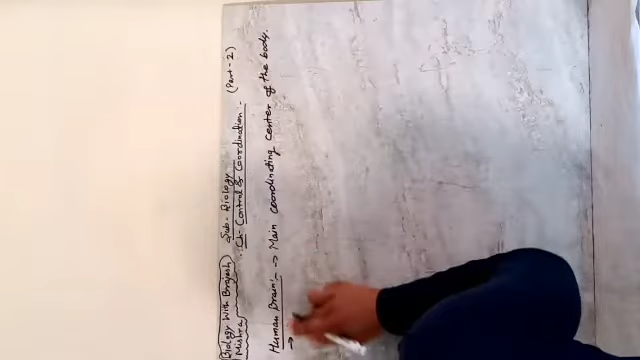 Biology With Brajesh
Mishra
Sub - Biology
Ch - Control & Coordination. (Part - 2)
Human Brain :- → Main coordinating center of the body.
→